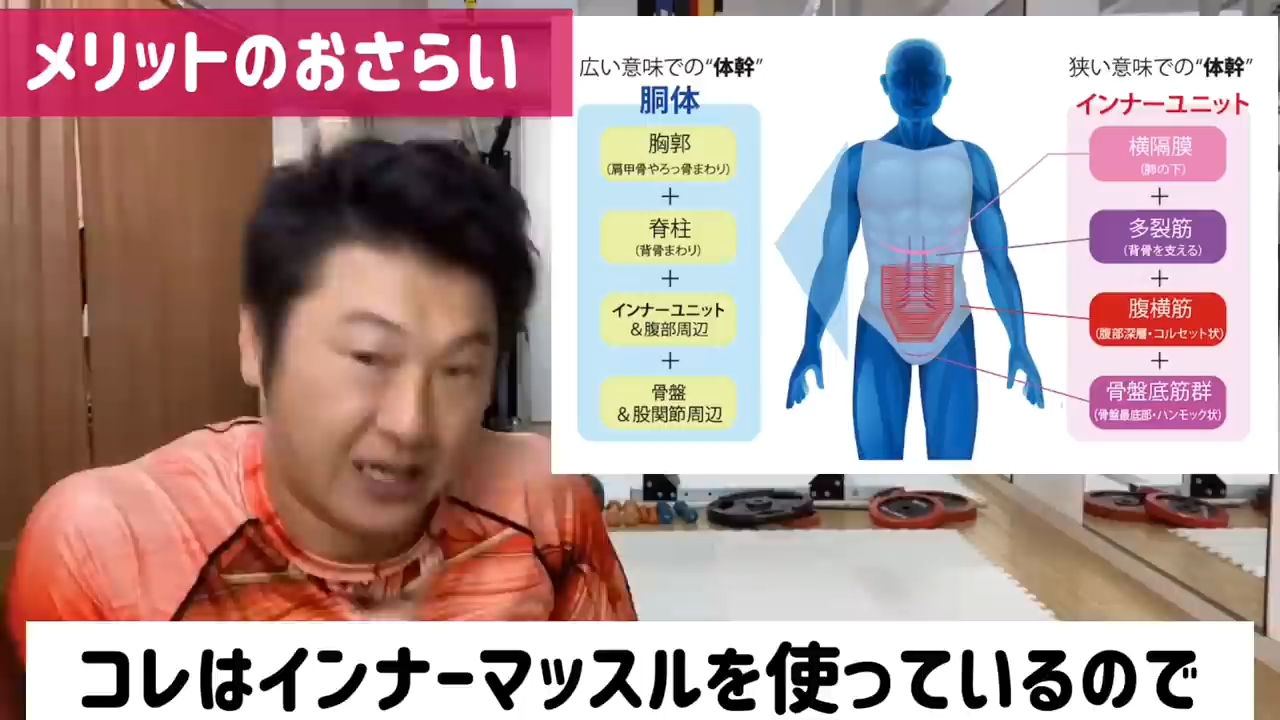 メリットのおさらい
広い意味での“体幹”
胴体
胸郭
(肩甲骨やろっ骨まわり)
+
脊柱
(背骨まわり)
+
インナーユニット
&腹部周辺
+
骨盤
&股関節周辺
狭い意味での“体幹”
インナーユニット
横隔膜
(肺の下)
+
多裂筋
(背骨を支える)
+
腹横筋
(腹部深層・コルセット状)
+
骨盤底筋群
(骨盤最底部・ハンモック状)
コレはインナーマッスルを使っているので